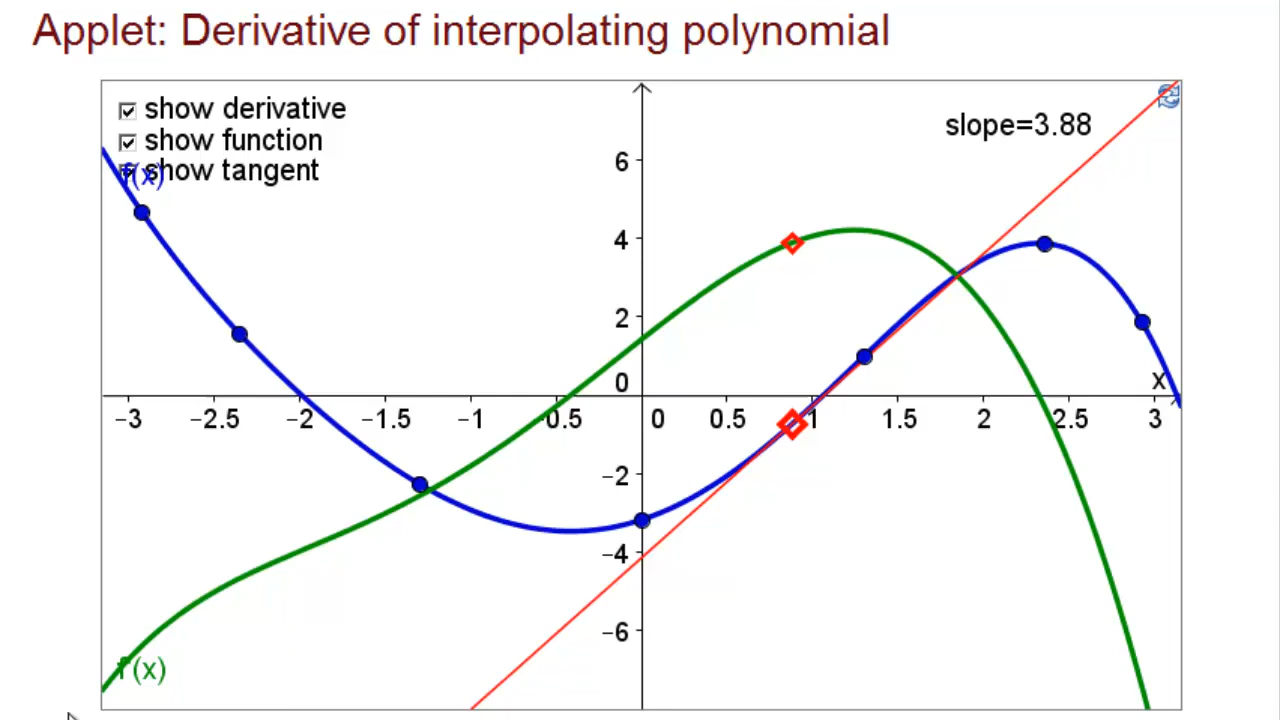 Applet: Derivative of interpolating polynomial
show derivative
show function
show tangent
f(x)
slope=3.88
6
4
2
0
x
−3
−2.5
−2
−1.5
−1
−0.5
0
0.5
1
1.5
2
2.5
3
−2
−4
−6
f'(x)